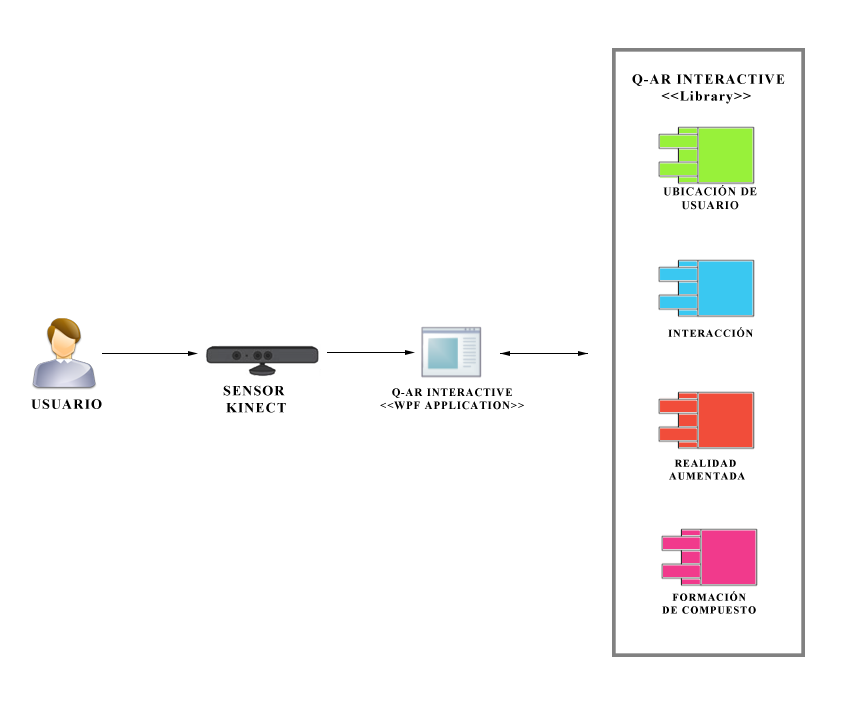 USUARIO
SENSOR
KINECT
Q-AR INTERACTIVE
<<WPF APPLICATION>>
Q-AR INTERACTIVE
<<Library>>
UBICACIÓN DE
USUARIO
INTERACCIÓN
REALIDAD
AUMENTADA
FORMACIÓN
DE COMPUESTO